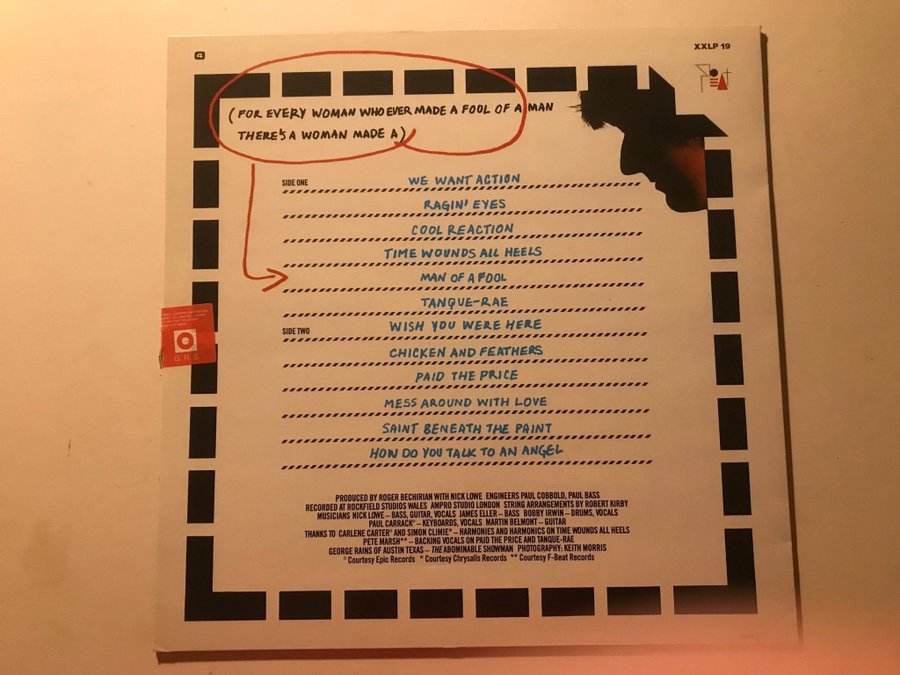 4
XXLP 19
F BEAT
(FOR EVERY WOMAN WHO EVER MADE A FOOL OF A MAN
THERE'S A WOMAN MADE A)
SIDE ONE
WE WANT ACTION
RAGIN' EYES
COOL REACTION
TIME WOUNDS ALL HEELS
MAN OF A FOOL
TANQUE-RAE
SIDE TWO
WISH YOU WERE HERE
CHICKEN AND FEATHERS
PAID THE PRICE
MESS AROUND WITH LOVE
SAINT BENEATH THE PAINT
HOW DO YOU TALK TO AN ANGEL
G.R.S
PRODUCED BY ROGER BECHIRIAN WITH NICK LOWE ENGINEERS PAUL COBBOLD, PAUL BASS
RECORDED AT ROCKFIELD STUDIOS WALES AMPRO STUDIO LONDON STRING ARRANGEMENTS BY ROBERT KIRBY
MUSICIANS NICK LOWE – BASS, GUITAR, VOCALS JAMES ELLER – BASS BOBBY IRWIN – DRUMS, VOCALS
PAUL CARRACK° – KEYBOARDS, VOCALS MARTIN BELMONT – GUITAR
THANKS TO CARLENE CARTER° AND SIMON CLIMIE* – HARMONIES AND HARMONICS ON TIME WOUNDS ALL HEELS
PETE MARSH** – BACKING VOCALS ON PAID THE PRICE AND TANQUE-RAE
GEORGE RAINS OF AUSTIN TEXAS – THE ABOMINABLE SHOWMAN PHOTOGRAPHY: KEITH MORRIS
° Courtesy Epic Records * Courtesy Chrysalis Records ** Courtesy F-Beat Records